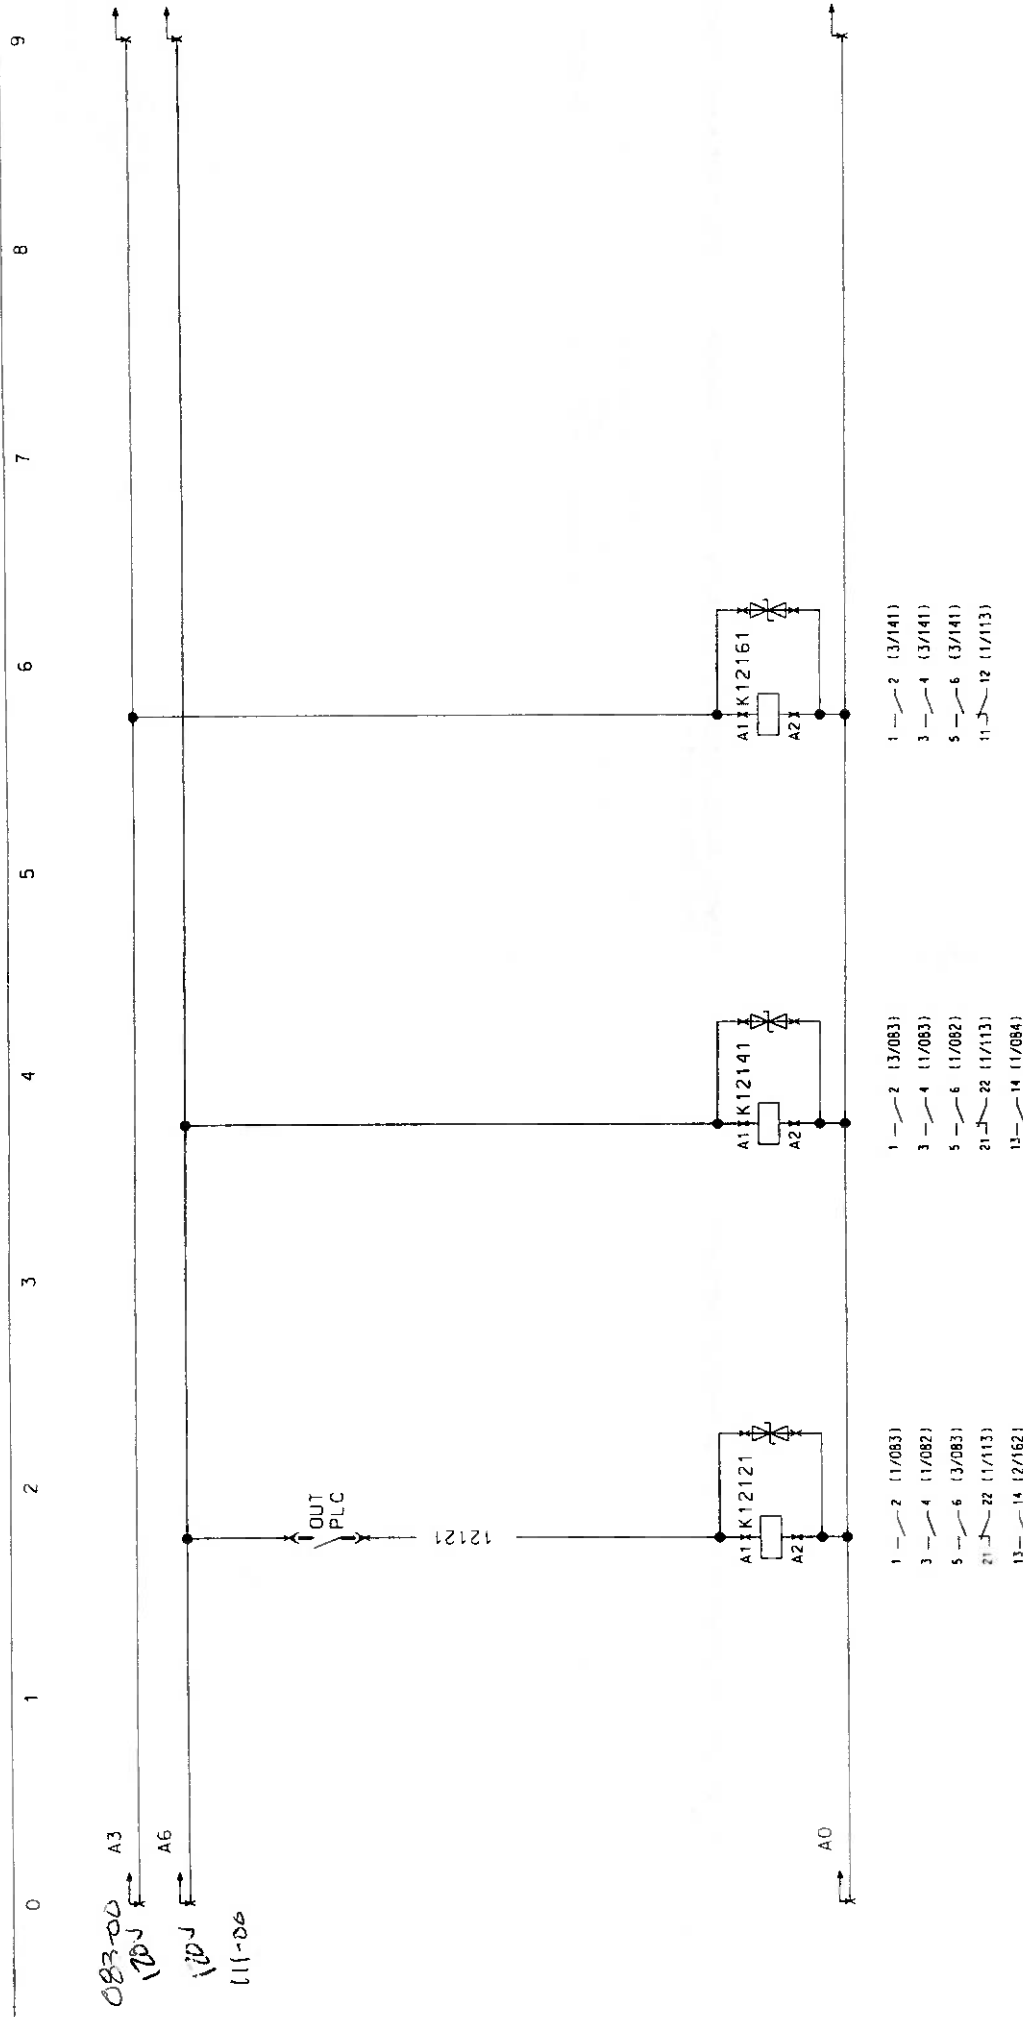 0 1 2 3 4 5 6 7 8 9
083-00
120V
A3
120V
A6
111-06
OUT
PLC
12121
A1 K12121
A2
A1 K12141
A2
A1 K12161
A2
A0
1 2 (1/083)
3 4 (1/082)
5 6 (3/083)
21 22 (1/113)
13 14 (2/162)
1 2 (3/083)
3 4 (1/083)
5 6 (1/082)
21 22 (1/113)
13 14 (1/084)
1 2 (3/141)
3 4 (3/141)
5 6 (3/141)
11 12 (1/113)